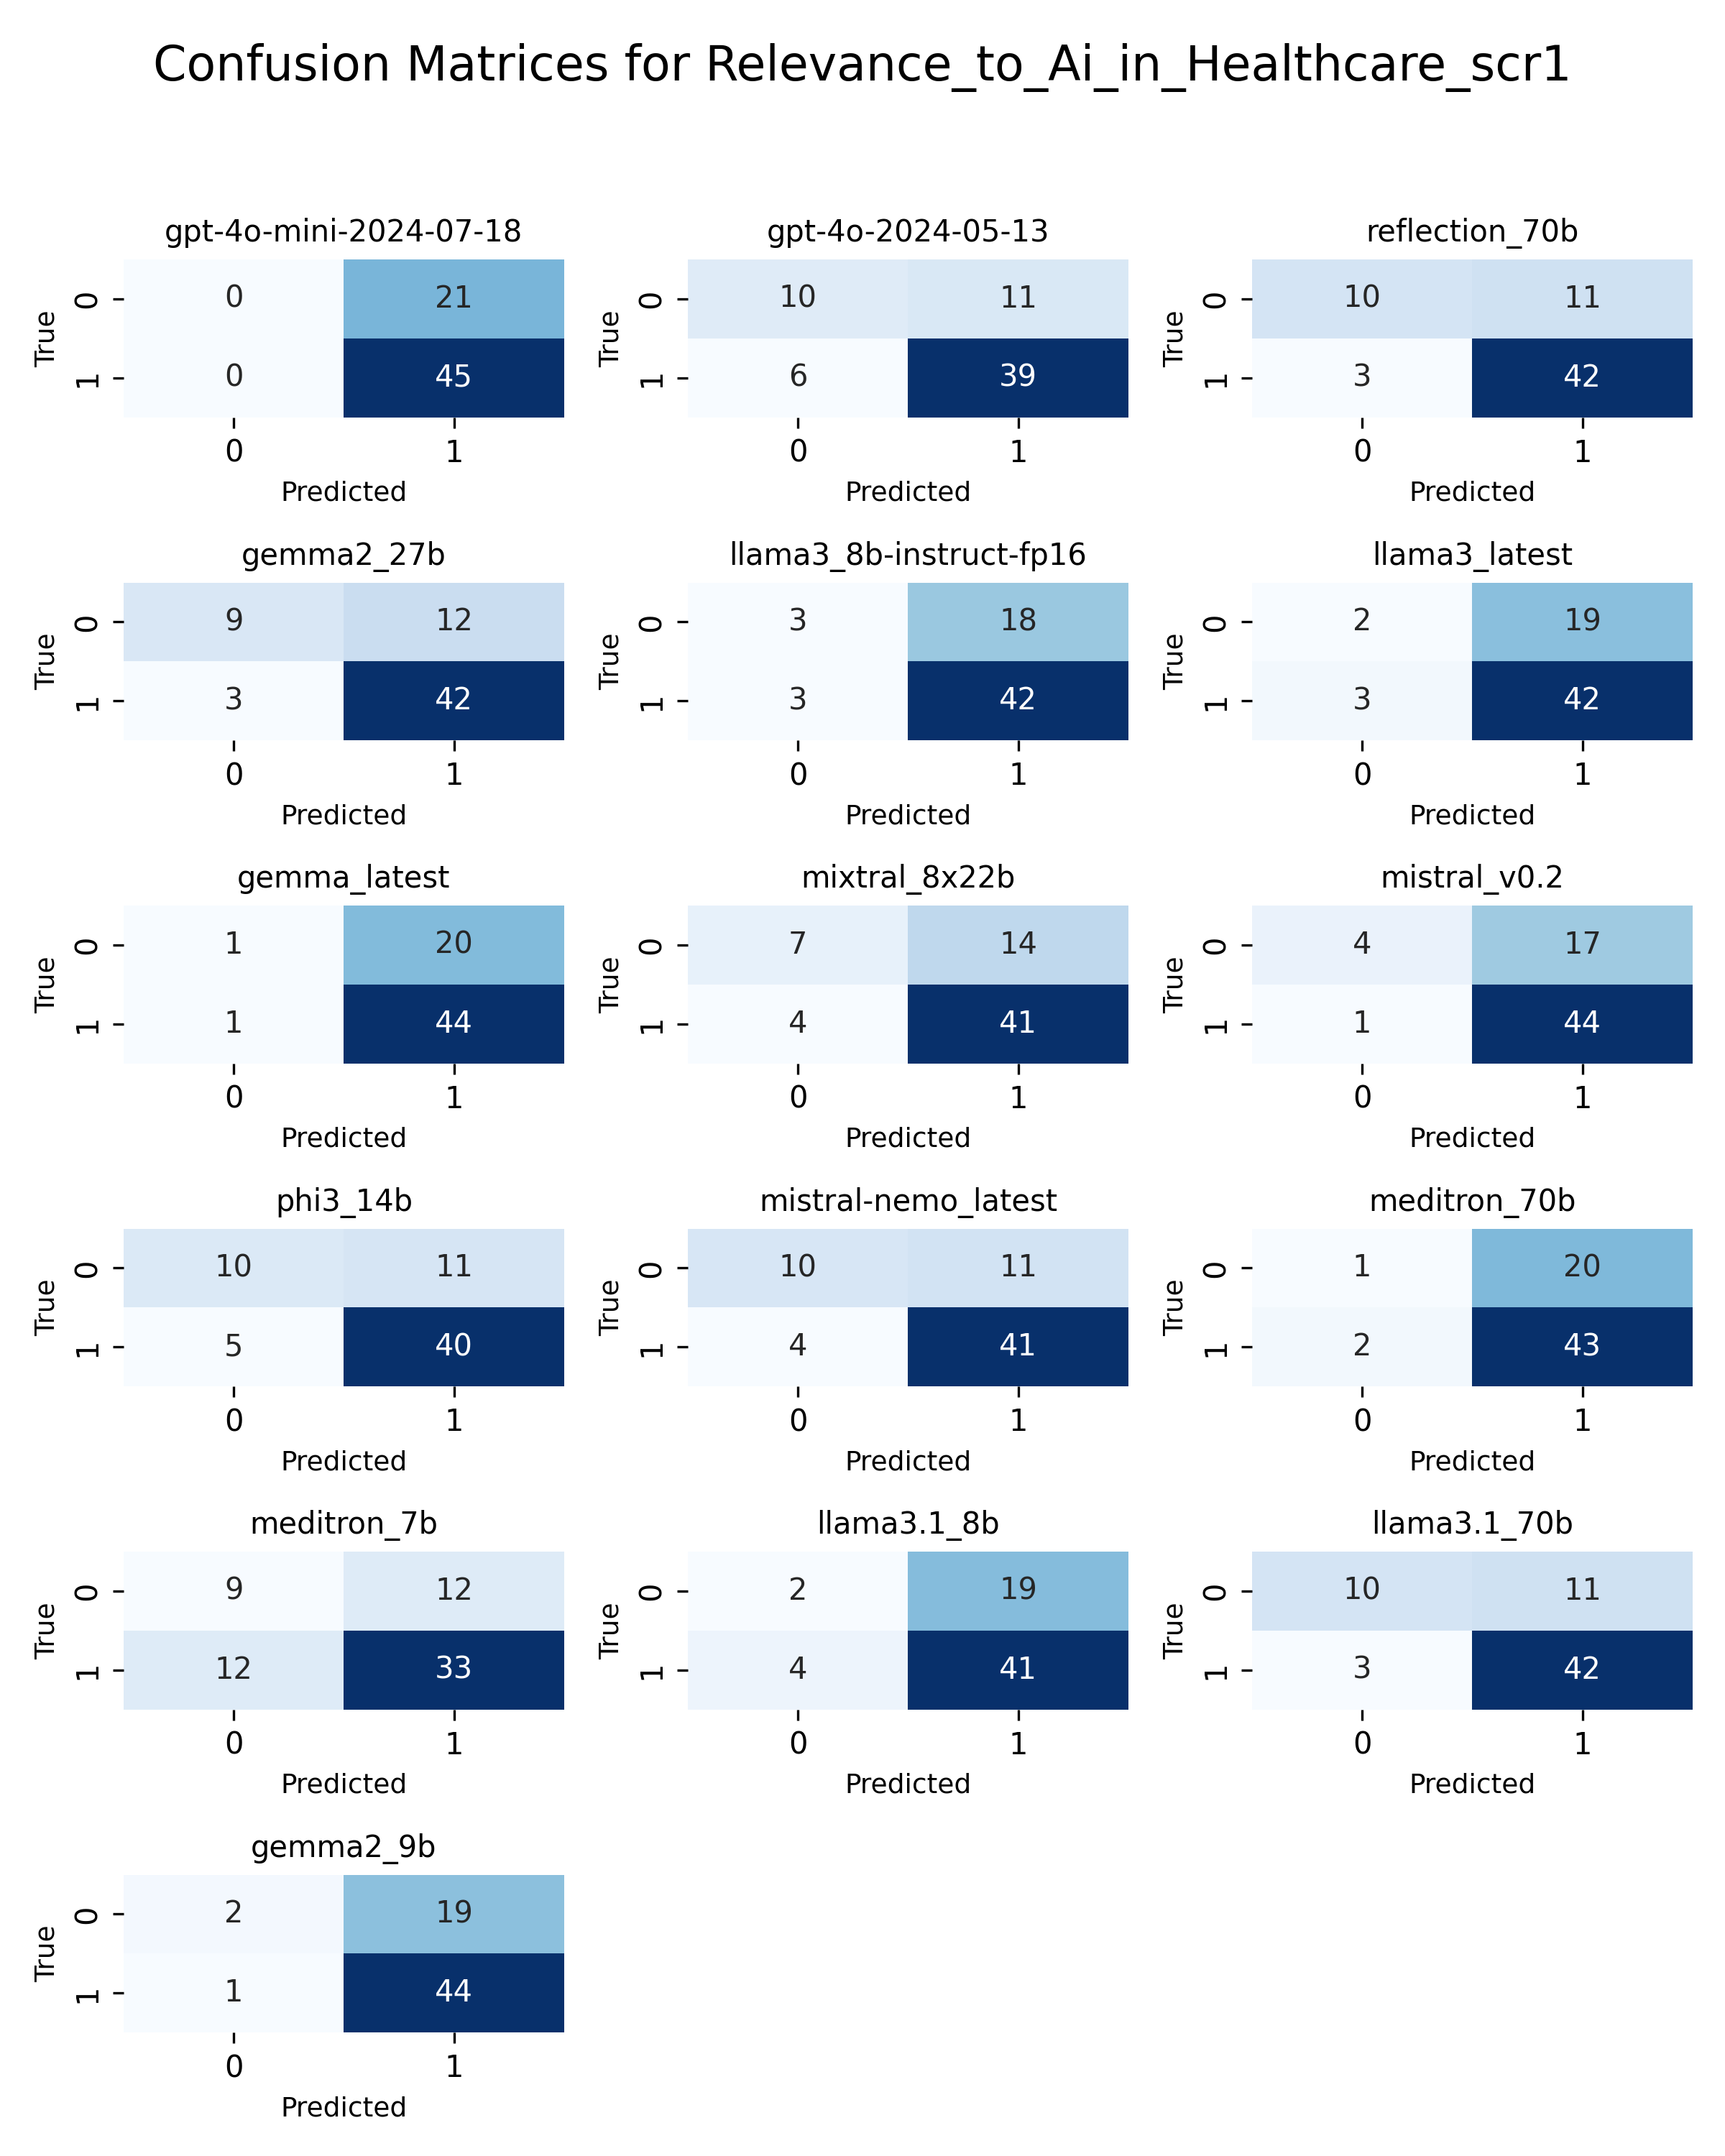 Confusion Matrices for Relevance_to_Ai_in_Healthcare_scr1
gpt-4o-mini-2024-07-18
True
0
1
0 21
0 45
0 1
Predicted
gpt-4o-2024-05-13
True
0
1
10 11
6 39
0 1
Predicted
reflection_70b
True
0
1
10 11
3 42
0 1
Predicted
gemma2_27b
True
0
1
9 12
3 42
0 1
Predicted
llama3_8b-instruct-fp16
True
0
1
3 18
3 42
0 1
Predicted
llama3_latest
True
0
1
2 19
3 42
0 1
Predicted
gemma_latest
True
0
1
1 20
1 44
0 1
Predicted
mixtral_8x22b
True
0
1
7 14
4 41
0 1
Predicted
mistral_v0.2
True
0
1
4 17
1 44
0 1
Predicted
phi3_14b
True
0
1
10 11
5 40
0 1
Predicted
mistral-nemo_latest
True
0
1
10 11
4 41
0 1
Predicted
meditron_70b
True
0
1
1 20
2 43
0 1
Predicted
meditron_7b
True
0
1
9 12
12 33
0 1
Predicted
llama3.1_8b
True
0
1
2 19
4 41
0 1
Predicted
llama3.1_70b
True
0
1
10 11
3 42
0 1
Predicted
gemma2_9b
True
0
1
2 19
1 44
0 1
Predicted